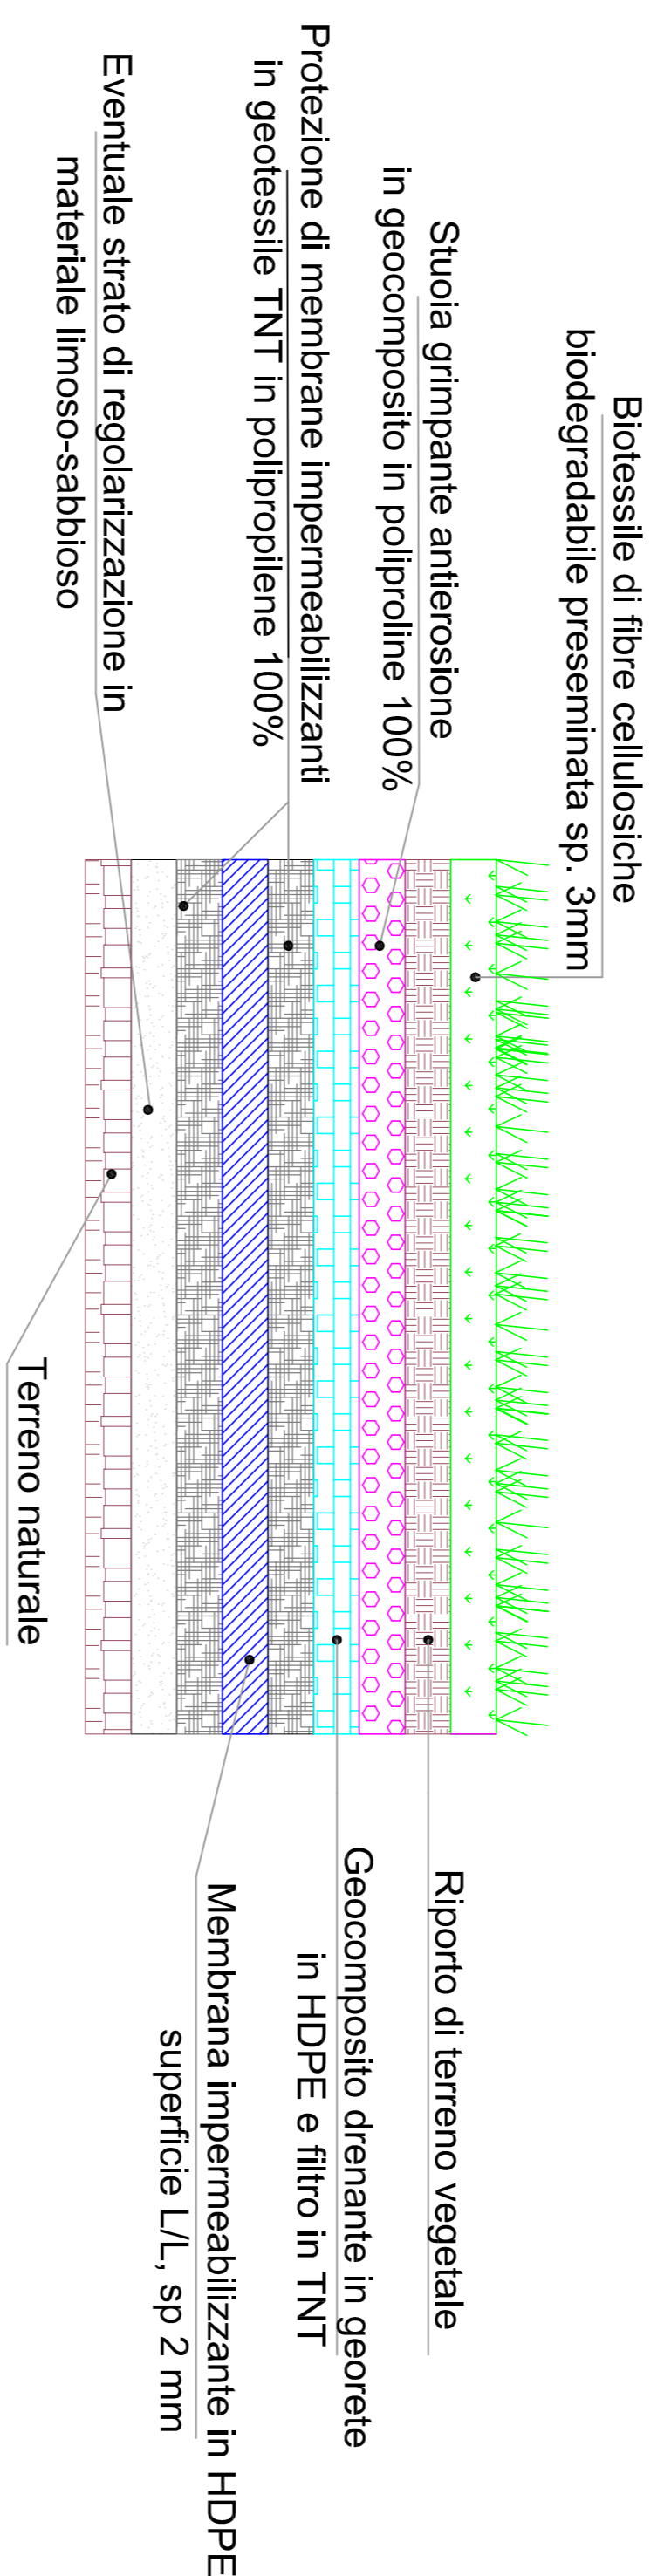 Biotessile di fibre cellulosiche
biodegradabile preseminata sp. 3mm
Stuoia grimpante antierosione
in geocomposito in poliproline 100%
Protezione di membrane impermeabilizzanti
in geotessile TNT in polipropilene 100%
Eventuale strato di regolarizzazione in
materiale limoso-sabbioso
Riporto di terreno vegetale
Geocomposito drenante in georete
in HDPE e filtro in TNT
Membrana impermeabilizzante in HDPE
superficie L/L, sp 2 mm
Terreno naturale